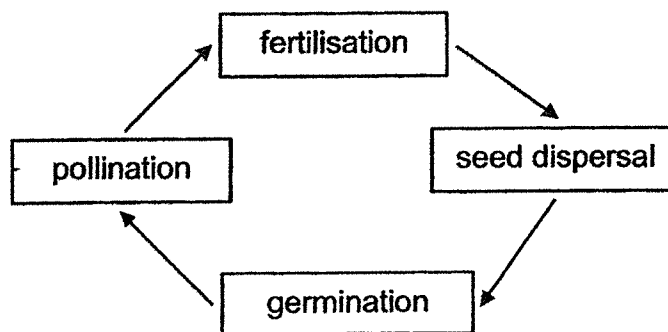 fertilisation
seed dispersal
pollination
germination